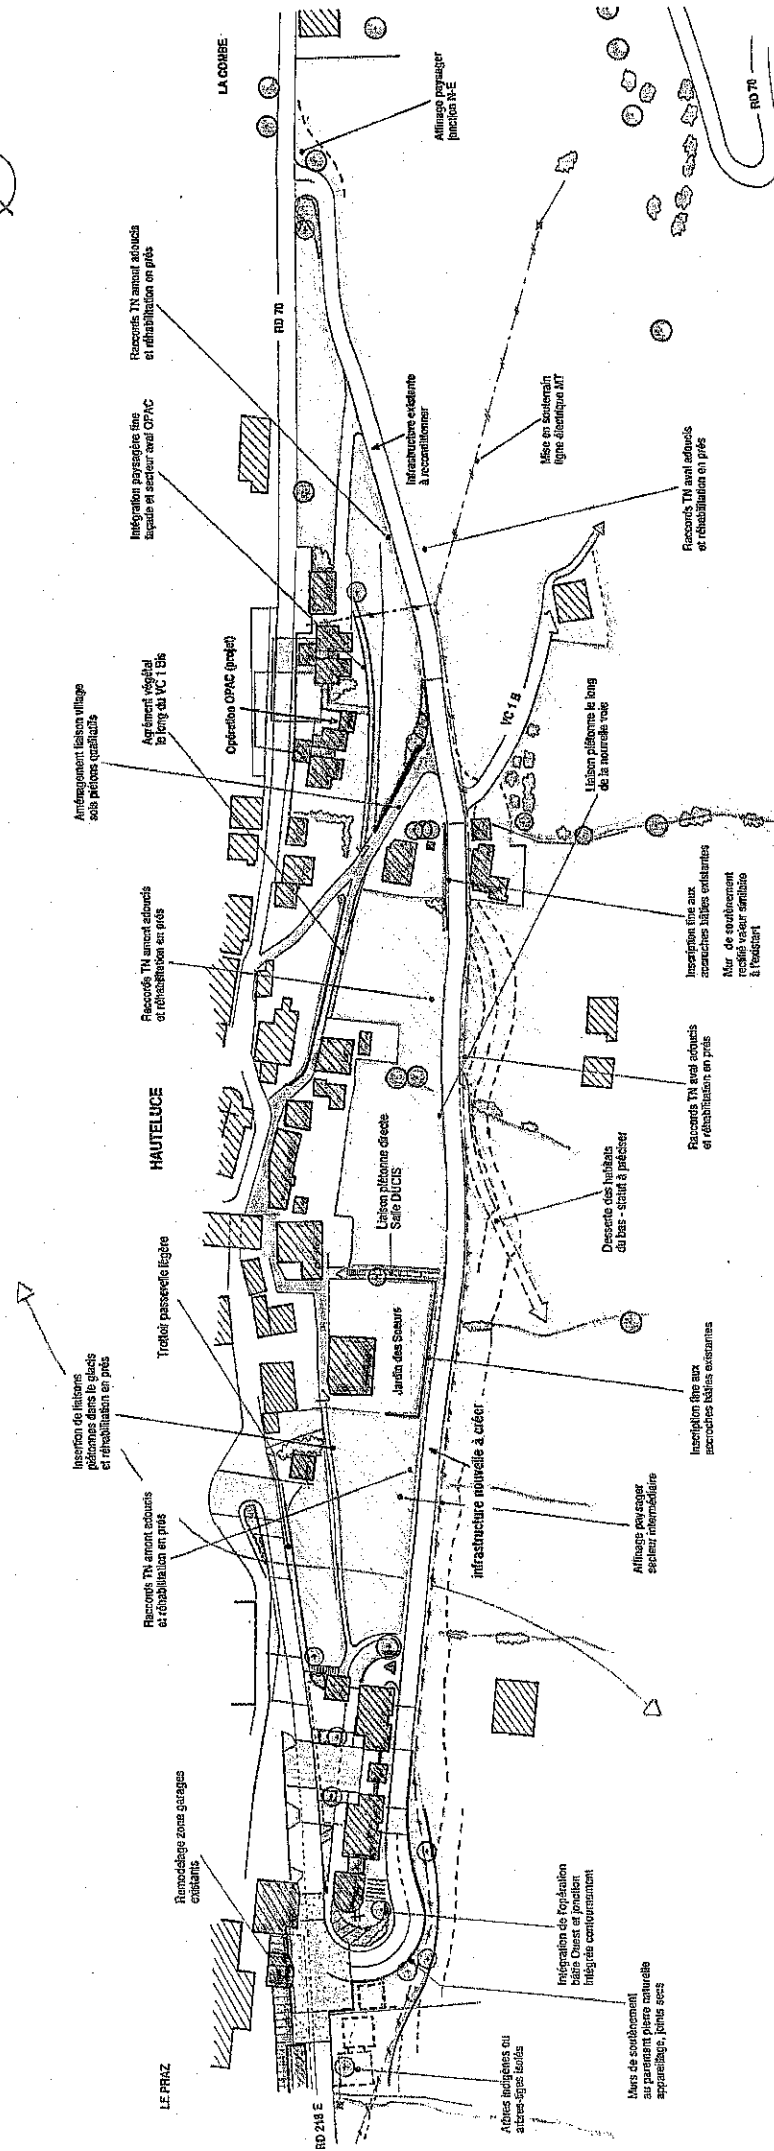 LA COMBE
Affinage paysager
jonction N-E
RD 70
RD 70
Raccords TN amont adoucis
et réhabilitation en prés
Intégration paysagère fine
façade et secteur aval OPAC
Infrastructure existante
à reconditionner
Mise en souterrain
ligne électrique MT
Raccords TN aval adoucis
et réhabilitation en prés
Agrément végétal
le long du VC 1 Bis
Opération OPAC (projet)
Aménagement liaison village
sols piétons qualitatifs
VC 1 B
Liaison piétonne le long
de la nouvelle voie
Raccords TN amont adoucis
et réhabilitation en prés
Inscription fine aux
accroches bâties existantes
Mur de soutènement
rectifié valeur similaire
à l'existant
HAUTELUCE
Raccords TN aval adoucis
et réhabilitation en prés
Liaison piétonne directe
Salle DUCIS
Desserte des habitats
du bas - statut à préciser
Trottoir passerelle légère
Jardin des Soeurs
Inscription fine aux
accroches bâties existantes
Insertion de liaisons
piétonnes dans le glacis
et réhabilitation en prés
infrastructure nouvelle à créer
Raccords TN amont adoucis
et réhabilitation en prés
Affinage paysager
secteur intermédiaire
Remodelage zone garages
existants
Intégration de l'opération
bâtie Ouest et jonction
intégrée contournement
LE PRAZ
Murs de soutènement
au parement pierre naturelle
appareillage, joints secs
RD 218 E
Arbres indigènes ou
arbres-tiges isolés